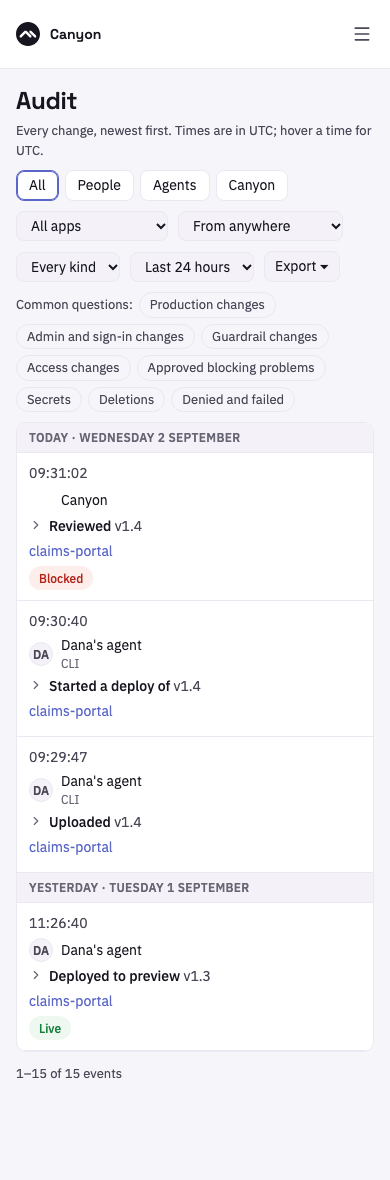 Canyon
Audit
Every change, newest first. Times are in UTC; hover a time for
UTC.
All People Agents Canyon
All apps From anywhere
Every kind Last 24 hours Export
Common questions: Production changes
Admin and sign-in changes Guardrail changes
Access changes Approved blocking problems
Secrets Deletions Denied and failed
TODAY · WEDNESDAY 2 SEPTEMBER
09:31:02
Canyon
Reviewed v1.4
claims-portal
Blocked
09:30:40
DA Dana's agent
CLI
Started a deploy of v1.4
claims-portal
09:29:47
DA Dana's agent
CLI
Uploaded v1.4
claims-portal
YESTERDAY · TUESDAY 1 SEPTEMBER
11:26:40
DA Dana's agent
Deployed to preview v1.3
claims-portal
Live
1–15 of 15 events